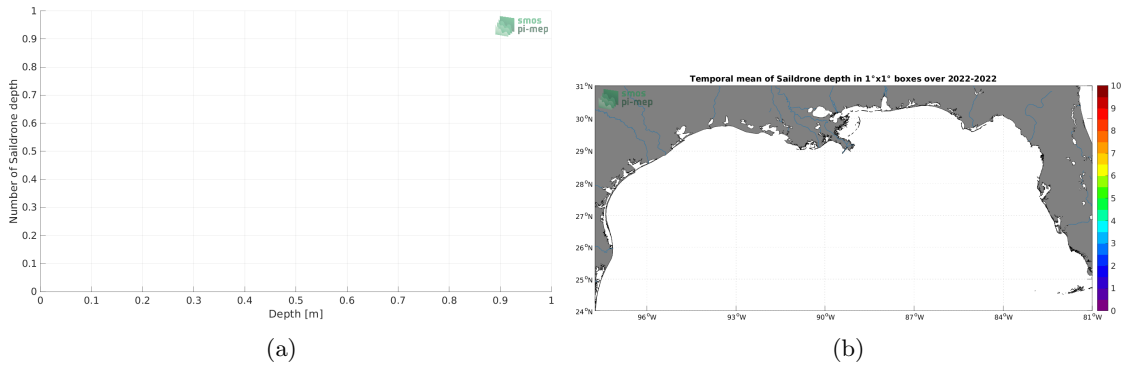 1
0.9
0.8
0.7
0.6
0.5
0.4
0.3
0.2
0.1
0
Number of Saildrone depth
0 0.1 0.2 0.3 0.4 0.5 0.6 0.7 0.8 0.9 1
Depth [m]
smos
pi-mep
(a)
Temporal mean of Saildrone depth in 1°x1° boxes over 2022-2022
smos
pi-mep
31°N
30°N
29°N
28°N
27°N
26°N
25°N
24°N
96°W 93°W 90°W 87°W 84°W 81°W
10
9
8
7
6
5
4
3
2
1
0
(b)